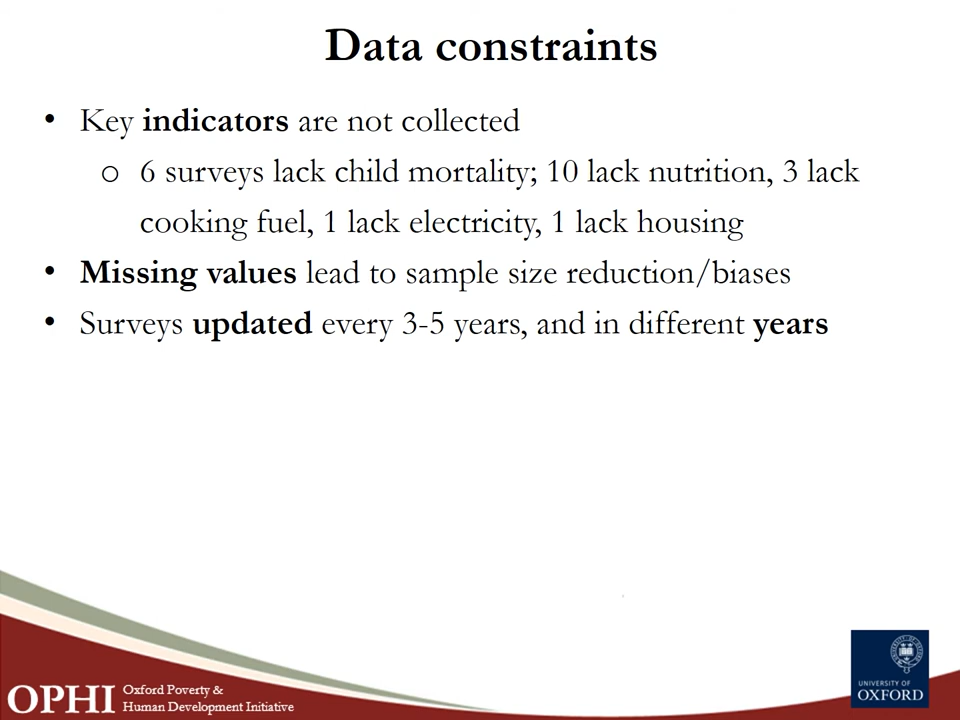 Data constraints
• Key indicators are not collected
o 6 surveys lack child mortality; 10 lack nutrition, 3 lack
cooking fuel, 1 lack electricity, 1 lack housing
• Missing values lead to sample size reduction/biases
• Surveys updated every 3-5 years, and in different years
OPHI Oxford Poverty &
Human Development Initiative
UNIVERSITY OF
OXFORD